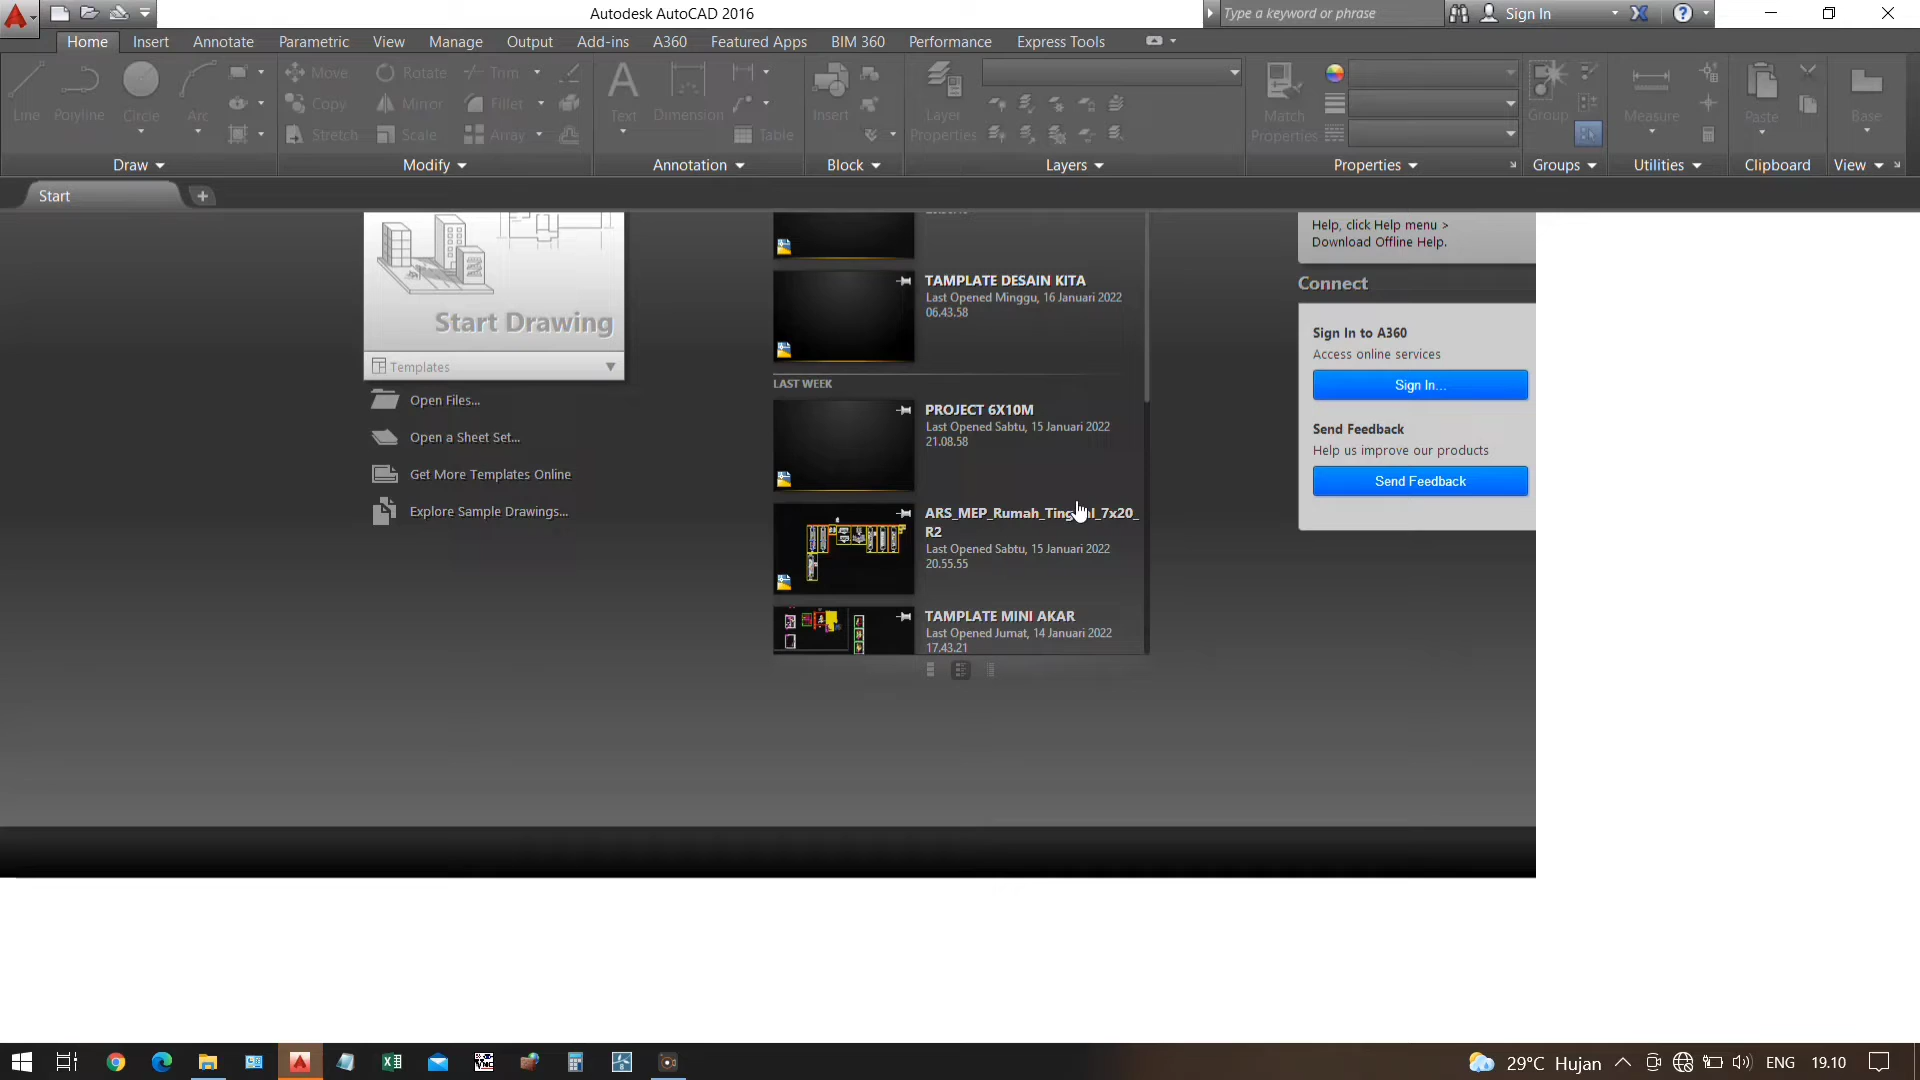 Autodesk AutoCAD 2016
Type a keyword or phrase
Sign In
Home Insert Annotate Parametric View Manage Output Add-ins A360 Featured Apps BIM 360 Performance Express Tools
Line Polyline Circle Arc
Move Rotate Trim
Copy Mirror Fillet
Stretch Scale Array
Text Dimension Table
Insert
Layer Properties
Match Properties
Group
Measure
Paste
Base
Draw Modify Annotation Block Layers Properties Groups Utilities Clipboard View
Start
Start Drawing
Templates
Open Files...
Open a Sheet Set...
Get More Templates Online
Explore Sample Drawings...
TAMPLATE DESAIN KITA
Last Opened Minggu, 16 Januari 2022
06.43.58
LAST WEEK
PROJECT 6X10M
Last Opened Sabtu, 15 Januari 2022
21.08.58
R2
Last Opened Sabtu, 15 Januari 2022
20.55.55
TAMPLATE MINI AKAR
Last Opened Jumat, 14 Januari 2022
17.43.21
Help, click Help menu >
Download Offline Help.
Connect
Sign In to A360
Access online services
Sign In...
Send Feedback
Help us improve our products
Send Feedback
29°C Hujan ENG 19.10